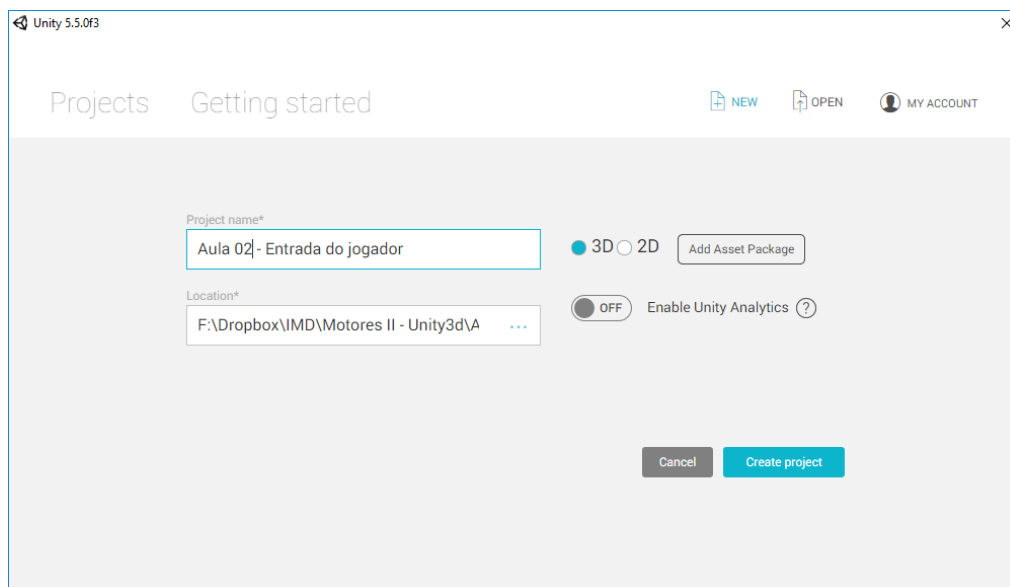 Unity 5.5.0f3
Projects Getting started NEW OPEN MY ACCOUNT
Project name*
Aula 02 - Entrada do jogador 3D 2D Add Asset Package
Location*
F:\Dropbox\IMD\Motores II - Unity3d\A ... OFF Enable Unity Analytics ?
Cancel Create project